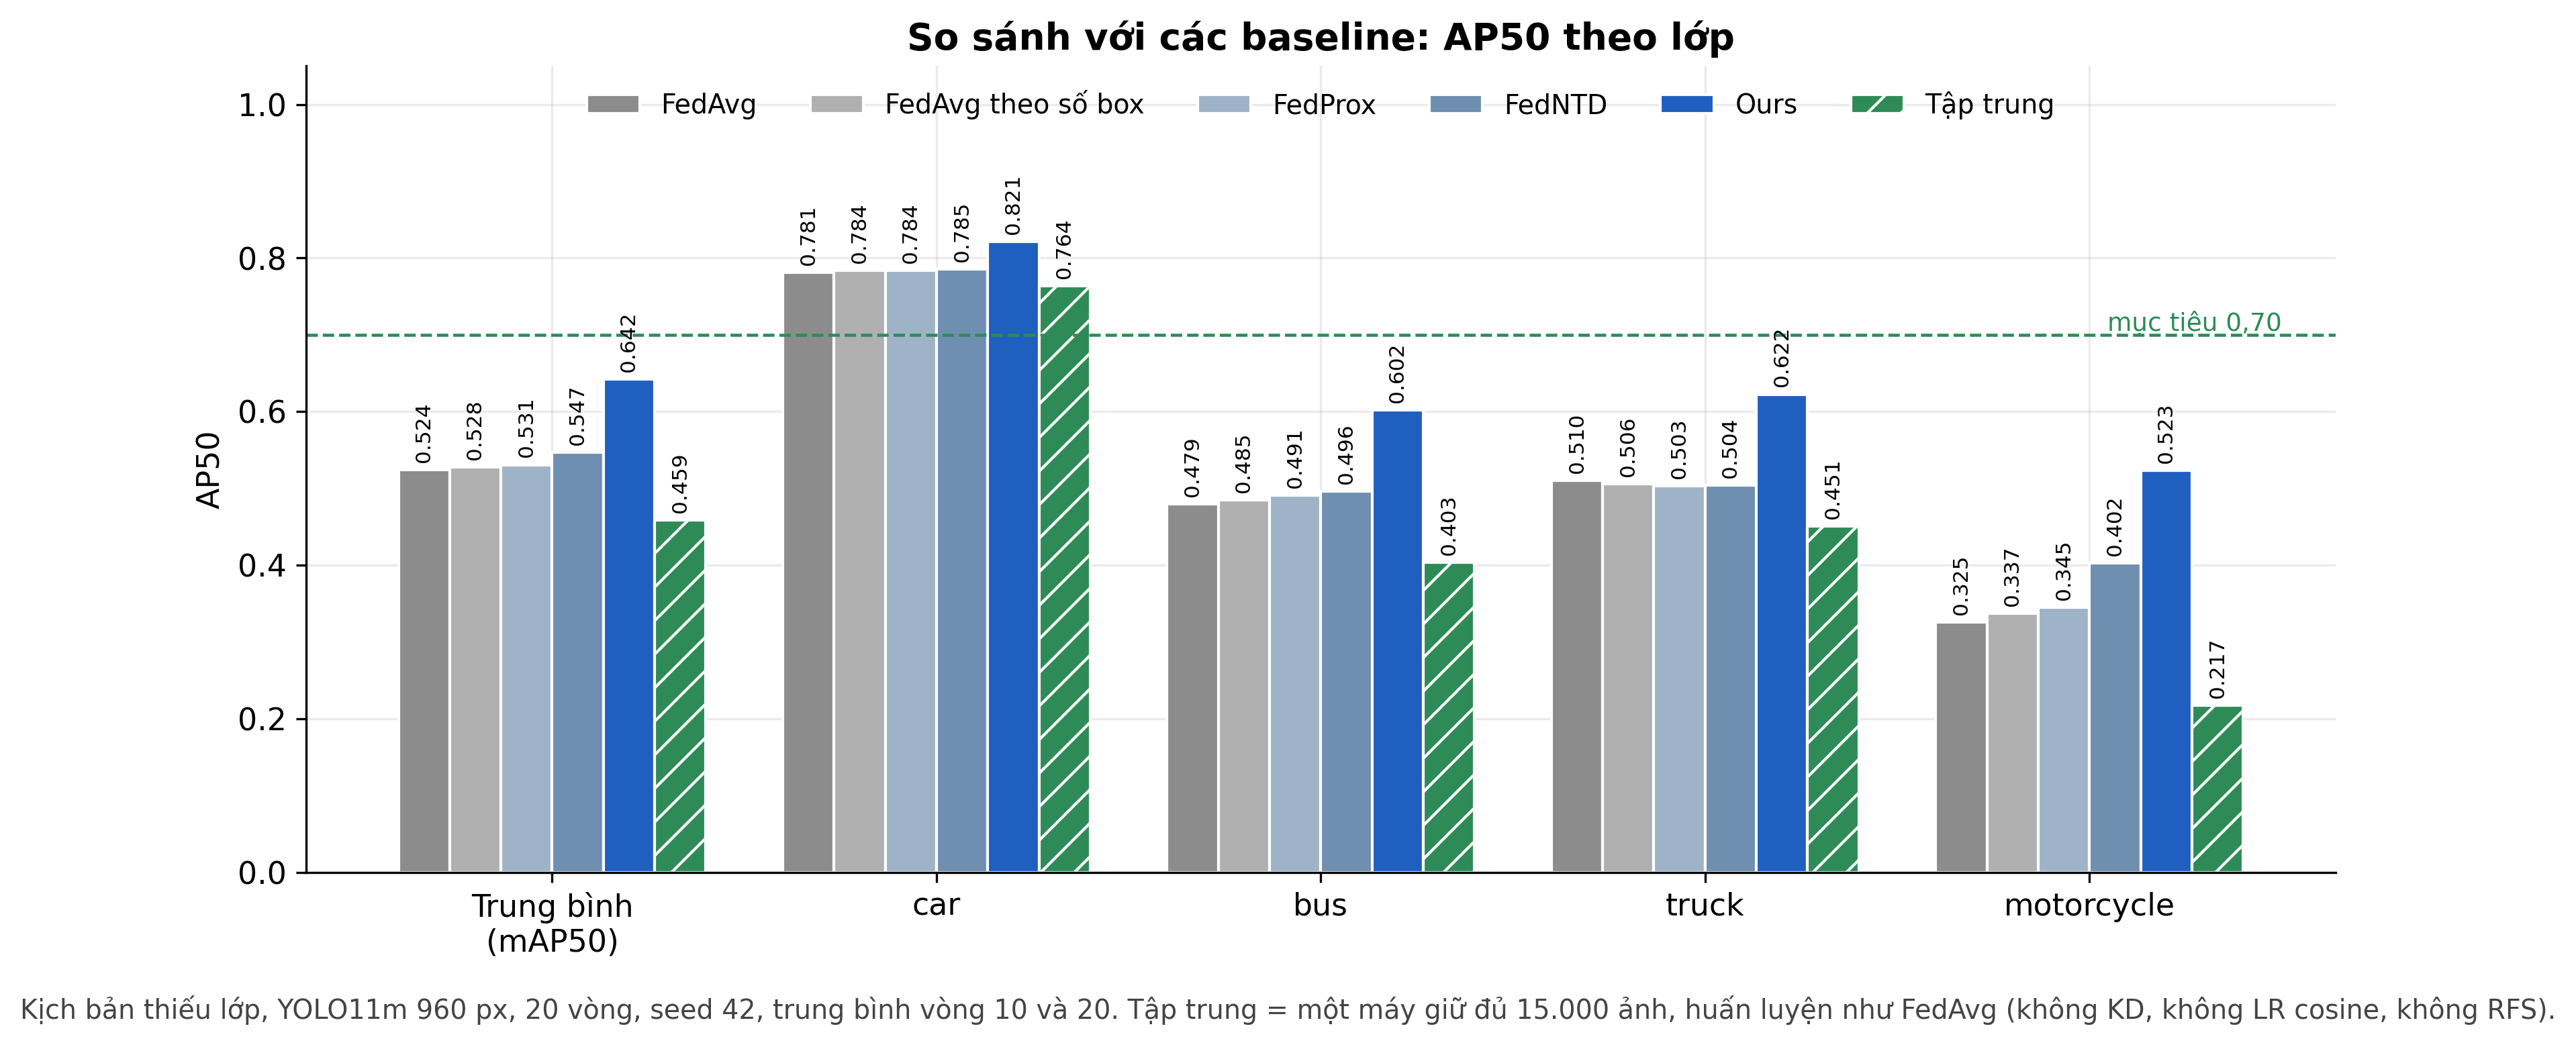 So sánh với các baseline: AP50 theo lớp
FedAvg FedAvg theo số box FedProx FedNTD Ours Tập trung
AP50
1.0
0.8
0.6
0.4
0.2
0.0
mục tiêu 0,70
0.524 0.528 0.531 0.547 0.642 0.459
0.781 0.784 0.784 0.785 0.821 0.764
0.479 0.485 0.491 0.496 0.602 0.403
0.510 0.506 0.503 0.504 0.622 0.451
0.325 0.337 0.345 0.402 0.523 0.217
Trung bình
(mAP50)
car
bus
truck
motorcycle
Kịch bản thiếu lớp, YOLO11m 960 px, 20 vòng, seed 42, trung bình vòng 10 và 20. Tập trung = một máy giữ đủ 15.000 ảnh, huấn luyện như FedAvg (không KD, không LR cosine, không RFS).